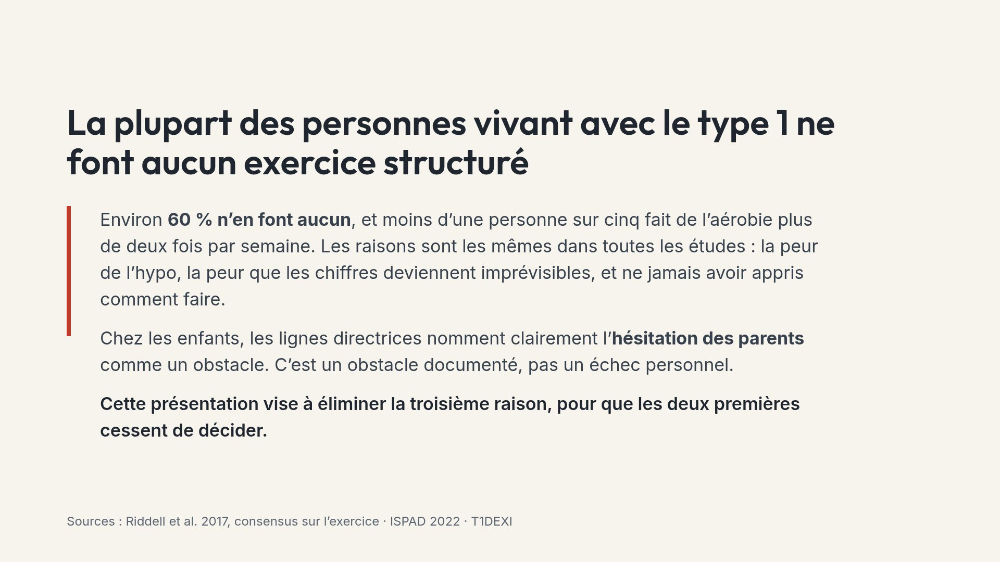 La plupart des personnes vivant avec le type 1 ne
font aucun exercice structuré
Environ 60 % n’en font aucun, et moins d’une personne sur cinq fait de l’aérobie plus
de deux fois par semaine. Les raisons sont les mêmes dans toutes les études : la peur
de l’hypo, la peur que les chiffres deviennent imprévisibles, et ne jamais avoir appris
comment faire.
Chez les enfants, les lignes directrices nomment clairement l’hésitation des parents
comme un obstacle. C’est un obstacle documenté, pas un échec personnel.
Cette présentation vise à éliminer la troisième raison, pour que les deux premières
cessent de décider.
Sources : Riddell et al. 2017, consensus sur l’exercice · ISPAD 2022 · T1DEXI